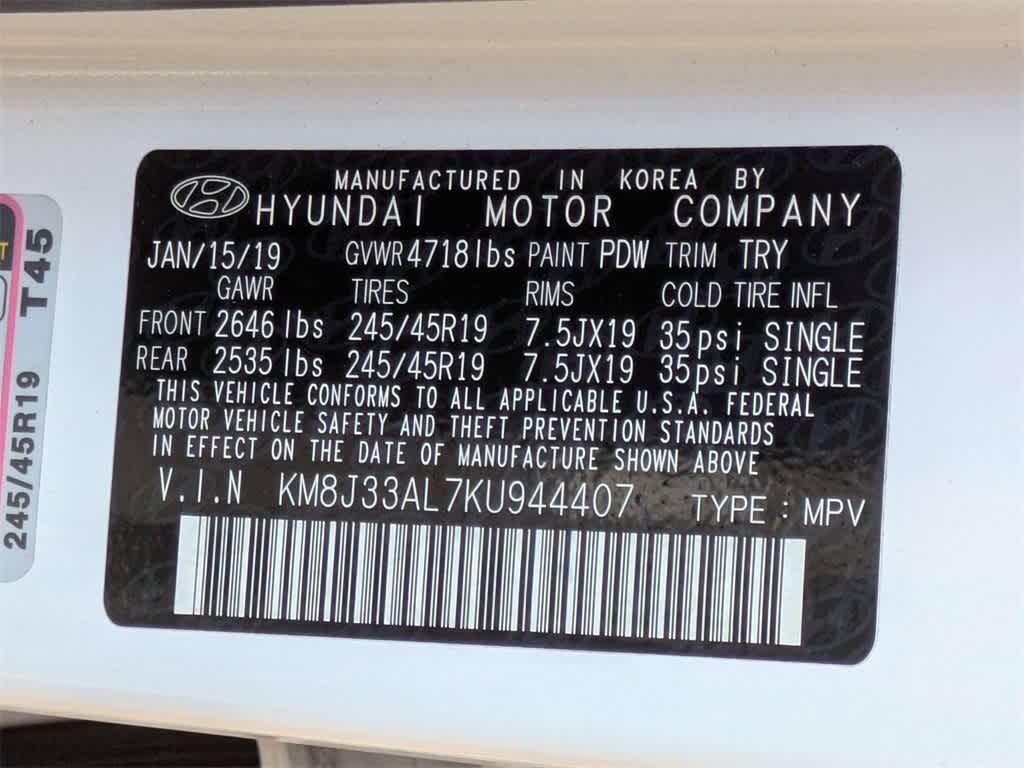 MANUFACTURED IN KOREA BY
HYUNDAI MOTOR COMPANY
JAN/15/19 GVWR 4718lbs PAINT PDW TRIM TRY
GAWR TIRES RIMS COLD TIRE INFL
FRONT 2646 lbs 245/45R19 7.5JX19 35psi SINGLE
REAR 2535 lbs 245/45R19 7.5JX19 35psi SINGLE
THIS VEHICLE CONFORMS TO ALL APPLICABLE U.S.A. FEDERAL
MOTOR VEHICLE SAFETY AND THEFT PREVENTION STANDARDS
IN EFFECT ON THE DATE OF MANUFACTURE SHOWN ABOVE
V.I.N KM8J33AL7KU944407 TYPE : MPV
245/45R19 T45